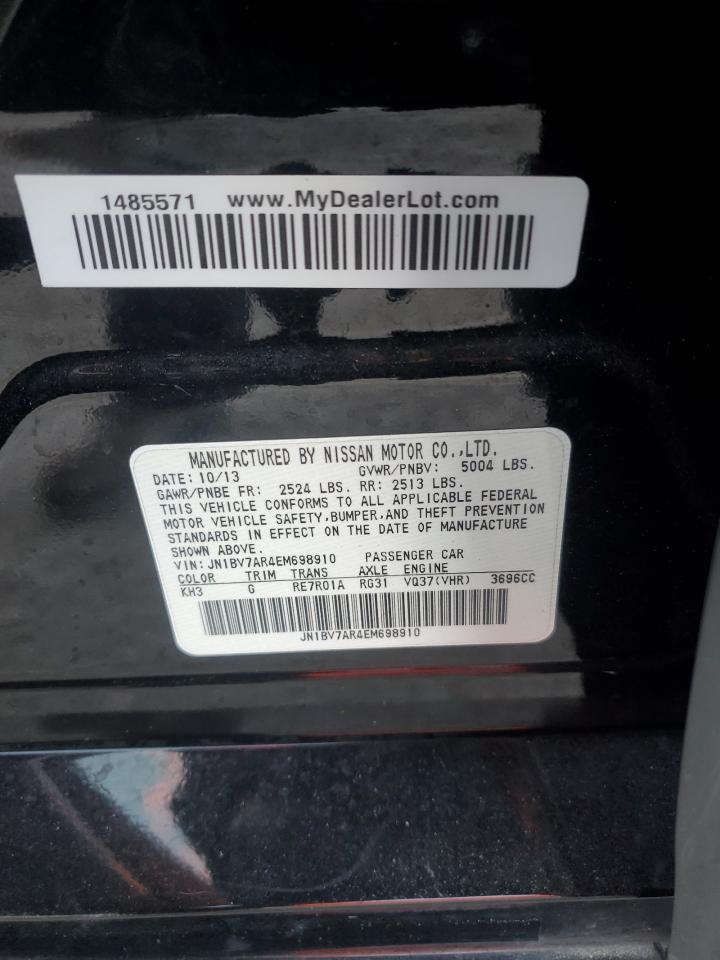 1485571 www.MyDealerLot.com
MANUFACTURED BY NISSAN MOTOR CO.,LTD.
DATE: 10/13 GVWR/PNBV: 5004 LBS.
GAWR/PNBE FR: 2524 LBS. RR: 2513 LBS.
THIS VEHICLE CONFORMS TO ALL APPLICABLE FEDERAL
MOTOR VEHICLE SAFETY,BUMPER,AND THEFT PREVENTION
STANDARDS IN EFFECT ON THE DATE OF MANUFACTURE
SHOWN ABOVE.
VIN: JN1BV7AR4EM698910 PASSENGER CAR
COLOR TRIM TRANS AXLE ENGINE
KH3 G RE7R01A RG31 VQ37(VHR) 3696CC
JN1BV7AR4EM698910